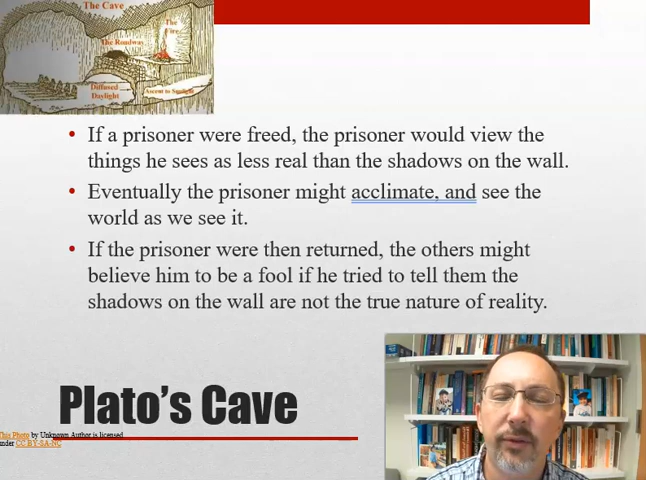 The Cave
The
Fire
The Roadway
Diffused
Daylight
Ascent to Sunlight
• If a prisoner were freed, the prisoner would view the
things he sees as less real than the shadows on the wall.
• Eventually the prisoner might acclimate, and see the
world as we see it.
• If the prisoner were then returned, the others might
believe him to be a fool if he tried to tell them the
shadows on the wall are not the true nature of reality.
Plato's Cave
This Photo by Unknown Author is licensed
under CC BY-SA-NC